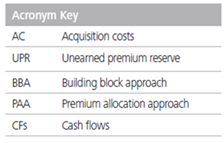 Acronym Key
AC Acquisition costs
UPR Unearned premium reserve
BBA Building block approach
PAA Premium allocation approach
CFs Cash flows